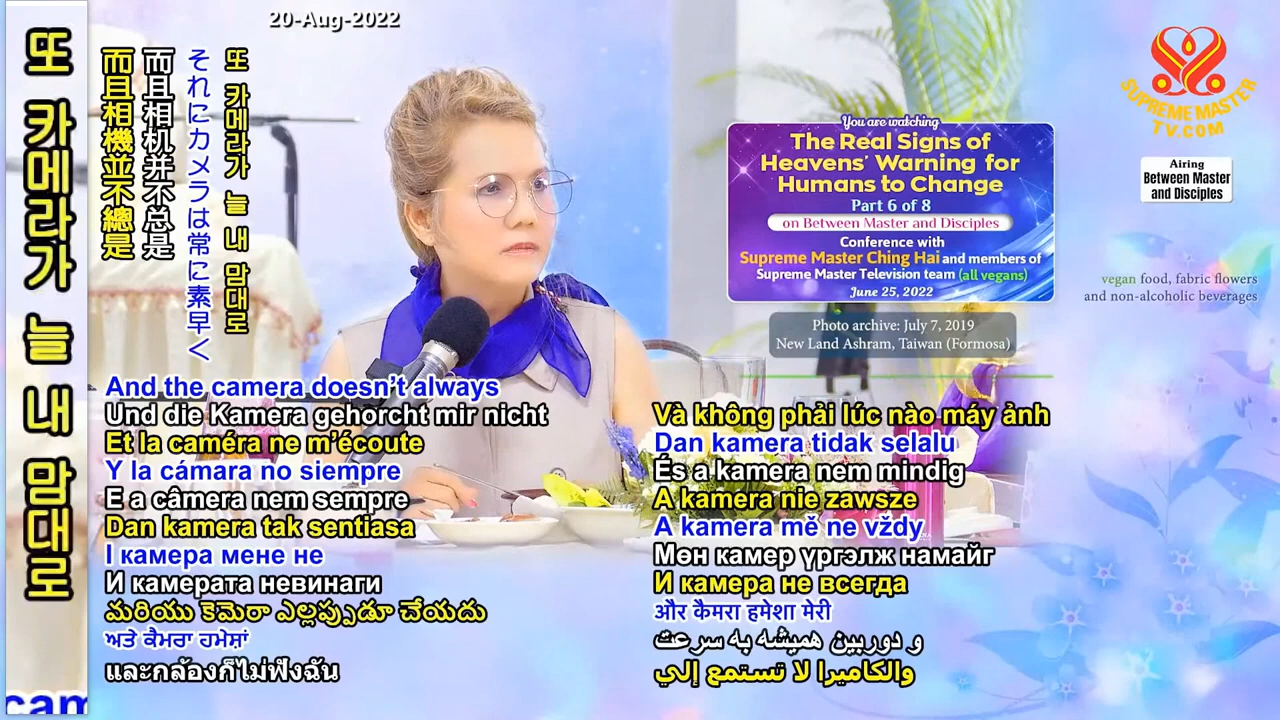 20-Aug-2022
또 카메라가 늘 내 맘대로
cam
而且相機並不總是
而且相机并不总是
それにカメラは常に素早く
또 카메라가 늘 내 맘대로
SUPREME MASTER
TV.COM
Airing
Between Master
and Disciples
You are watching
The Real Signs of
Heavens' Warning for
Humans to Change
Part 6 of 8
on Between Master and Disciples
Conference with
Supreme Master Ching Hai and members of
Supreme Master Television team (all vegans)
June 25, 2022
Photo archive: July 7, 2019
New Land Ashram, Taiwan (Formosa)
vegan food, fabric flowers
and non-alcoholic beverages
And the camera doesn't always
Und die Kamera gehorcht mir nicht
Et la caméra ne m'écoute
Y la cámara no siempre
E a câmera nem sempre
Dan kamera tak sentiasa
І камера мене не
И камерата невинаги
మరియు కెమెరా ఎల్లప్పుడూ చేయదు
ਅਤੇ ਕੈਮਰਾ ਹਮੇਸ਼ਾਂ
และกล้องก็ไม่ฟังฉัน
Và không phải lúc nào máy ảnh
Dan kamera tidak selalu
És a kamera nem mindig
A kamera nie zawsze
A kamera mě ne vždy
Мөн камер үргэлж намайг
И камера не всегда
और कैमरा हमेशा मेरी
و دوربین همیشه به سرعت
والكاميرا لا تستمع إلي